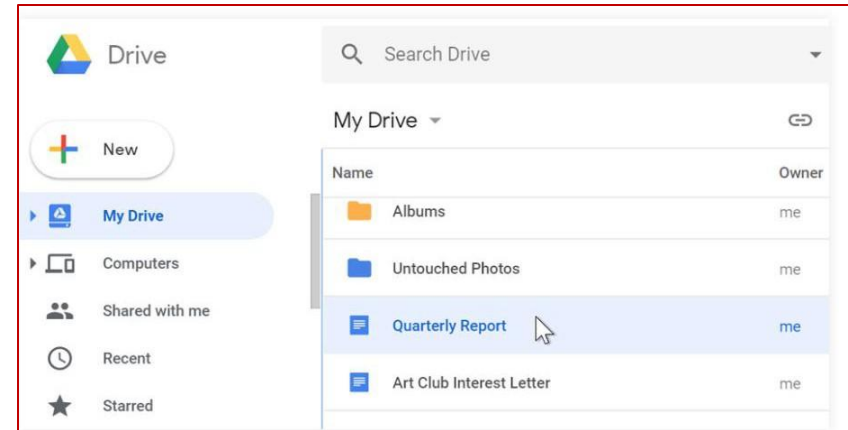 Drive
Search Drive
New
My Drive
Computers
Shared with me
Recent
Starred
My Drive
Name Owner
Albums me
Untouched Photos me
Quarterly Report me
Art Club Interest Letter me